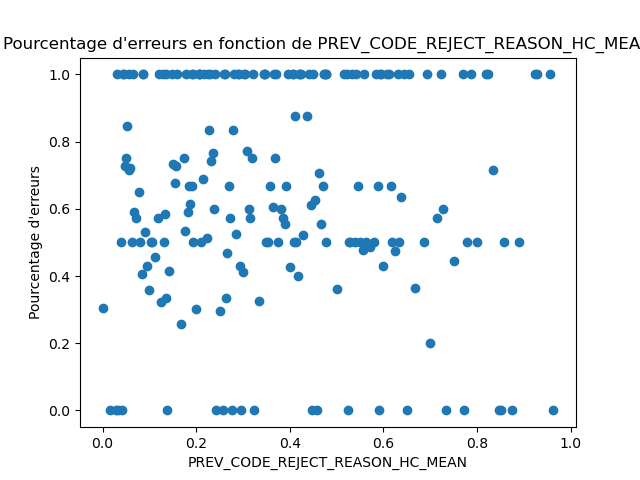 Pourcentage d'erreurs en fonction de PREV_CODE_REJECT_REASON_HC_MEA
1.0
0.8
0.6
0.4
0.2
0.0
Pourcentage d'erreurs
0.0 0.2 0.4 0.6 0.8 1.0
PREV_CODE_REJECT_REASON_HC_MEAN